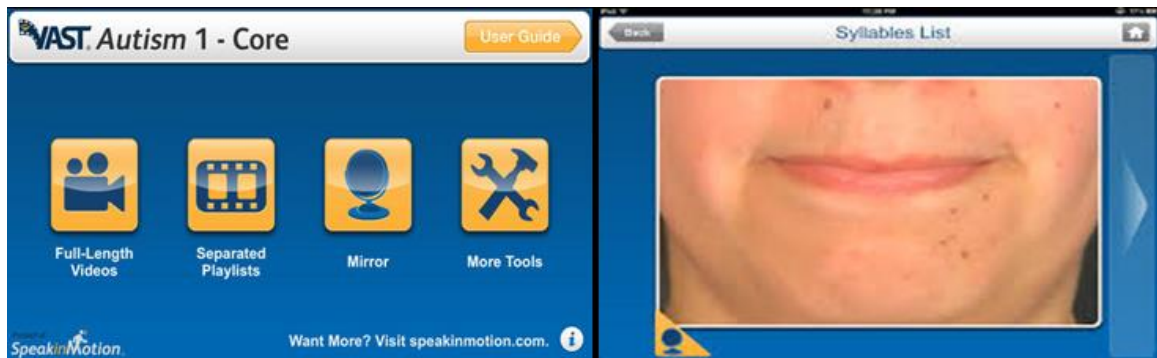 VAST. Autism 1 - Core
User Guide
Full-Length
Videos
Separated
Playlists
Mirror
More Tools
SpeakinMotion
Want More? Visit speakinmotion.com. i
Back
Syllables List